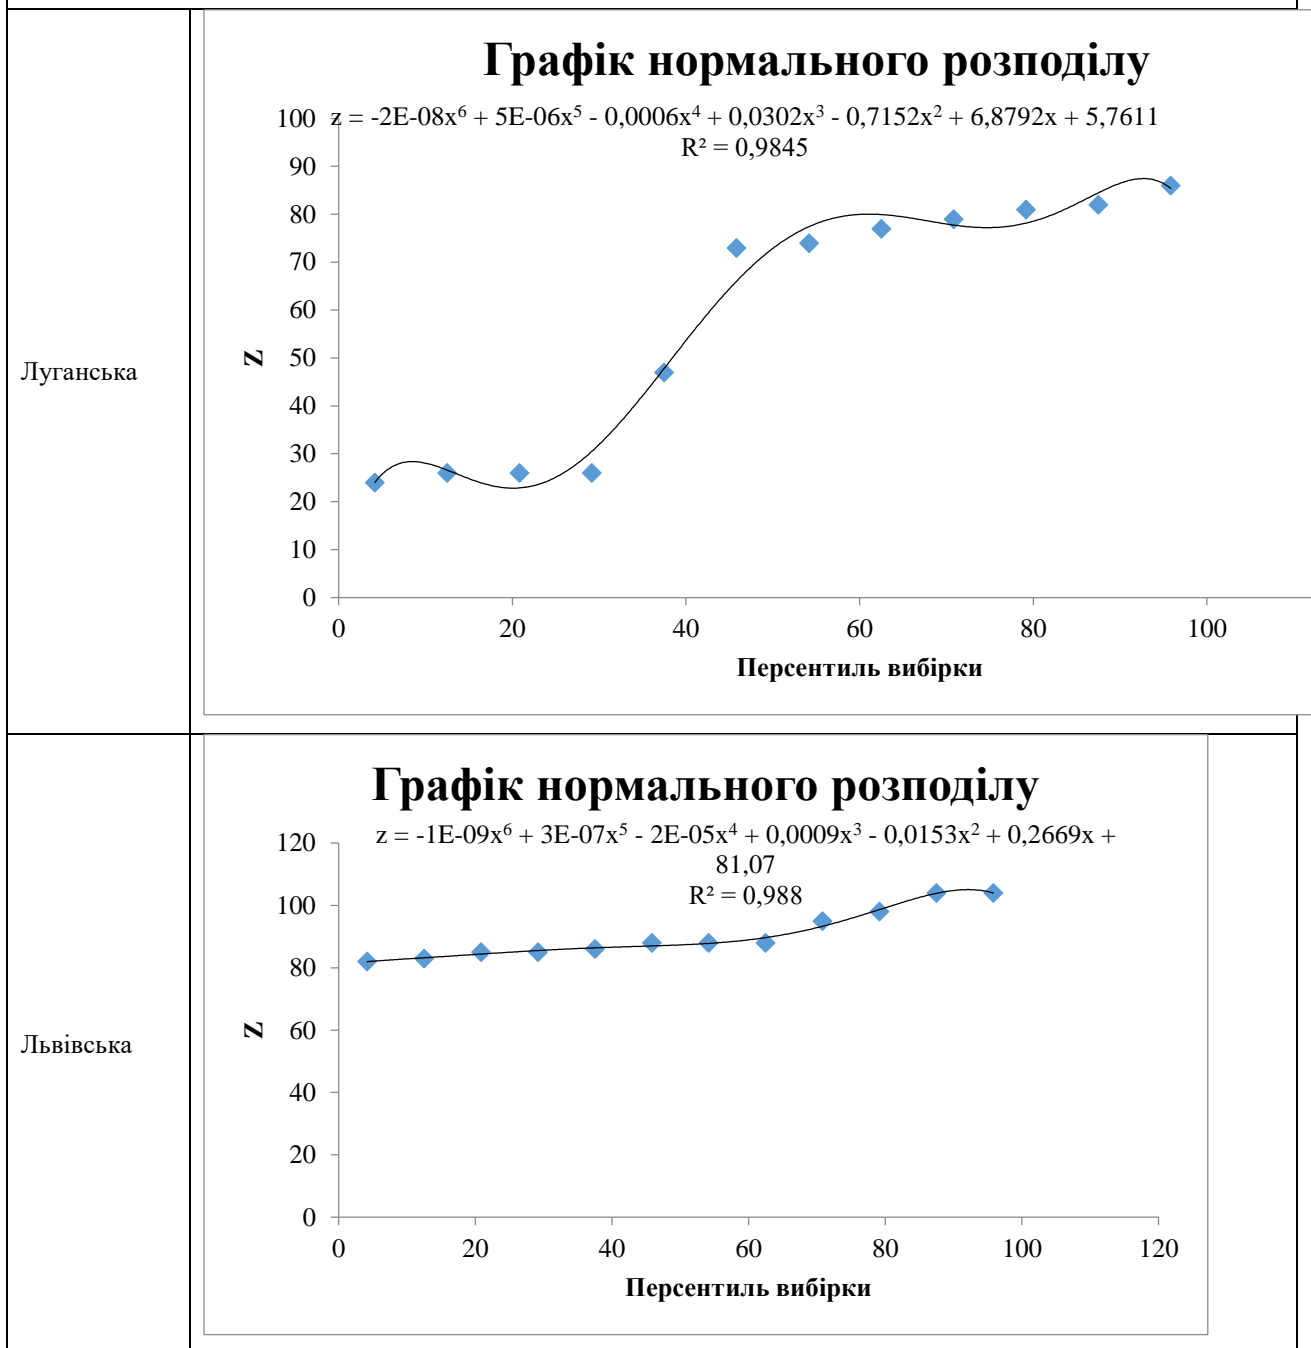 Луганська
Графік нормального розподілу
z = -2E-08x⁶ + 5E-06x⁵ - 0,0006x⁴ + 0,0302x³ - 0,7152x² + 6,8792x + 5,7611
R² = 0,9845
100
90
80
70
60
50
40
30
20
10
0
Z
0 20 40 60 80 100
Персентиль вибірки
Львівська
Графік нормального розподілу
z = -1E-09x⁶ + 3E-07x⁵ - 2E-05x⁴ + 0,0009x³ - 0,0153x² + 0,2669x +
81,07
R² = 0,988
120
100
80
60
40
20
0
Z
0 20 40 60 80 100 120
Персентиль вибірки